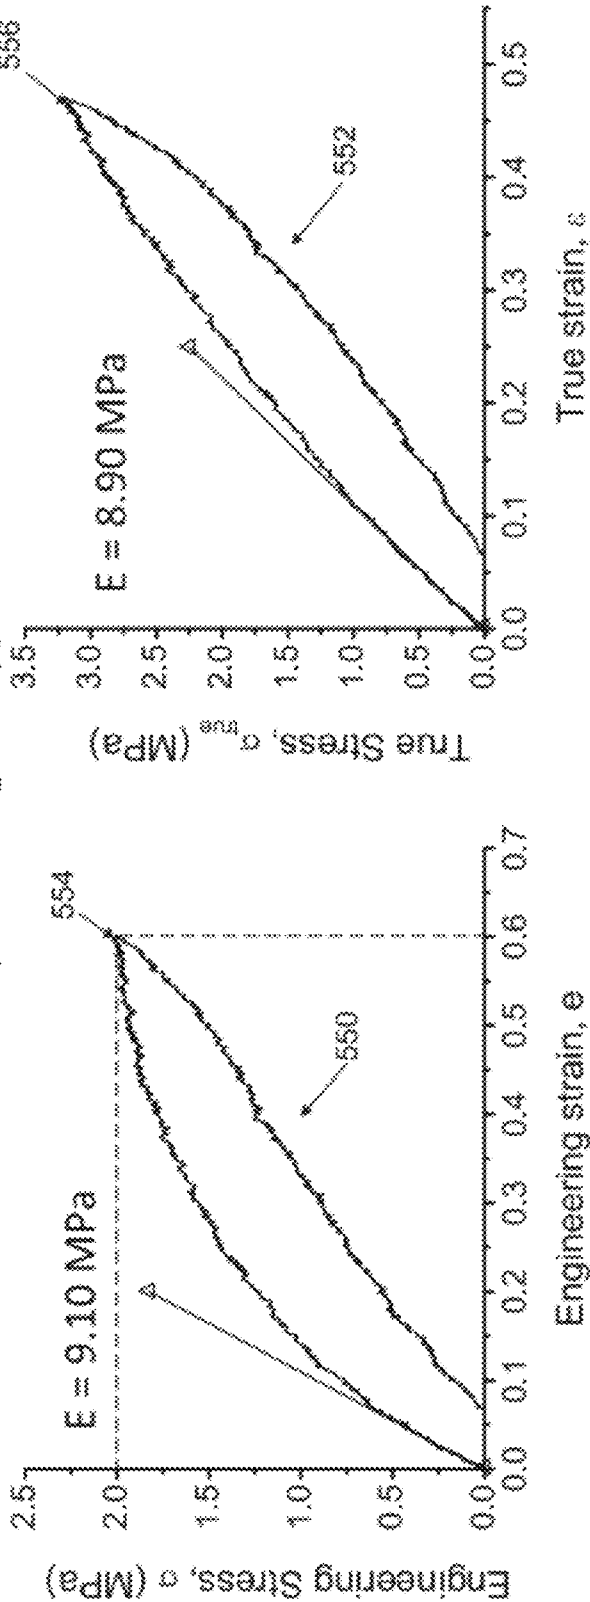 Engineering Stress, σ (MPa)
2.5
2.0
1.5
1.0
0.5
0.0
E = 9.10 MPa
554
550
0.0 0.1 0.2 0.3 0.4 0.5 0.6 0.7
Engineering strain, e
True Stress, σtrue (MPa)
3.5
3.0
2.5
2.0
1.5
1.0
0.5
0.0
E = 8.90 MPa
556
552
0.0 0.1 0.2 0.3 0.4 0.5
True strain, ε